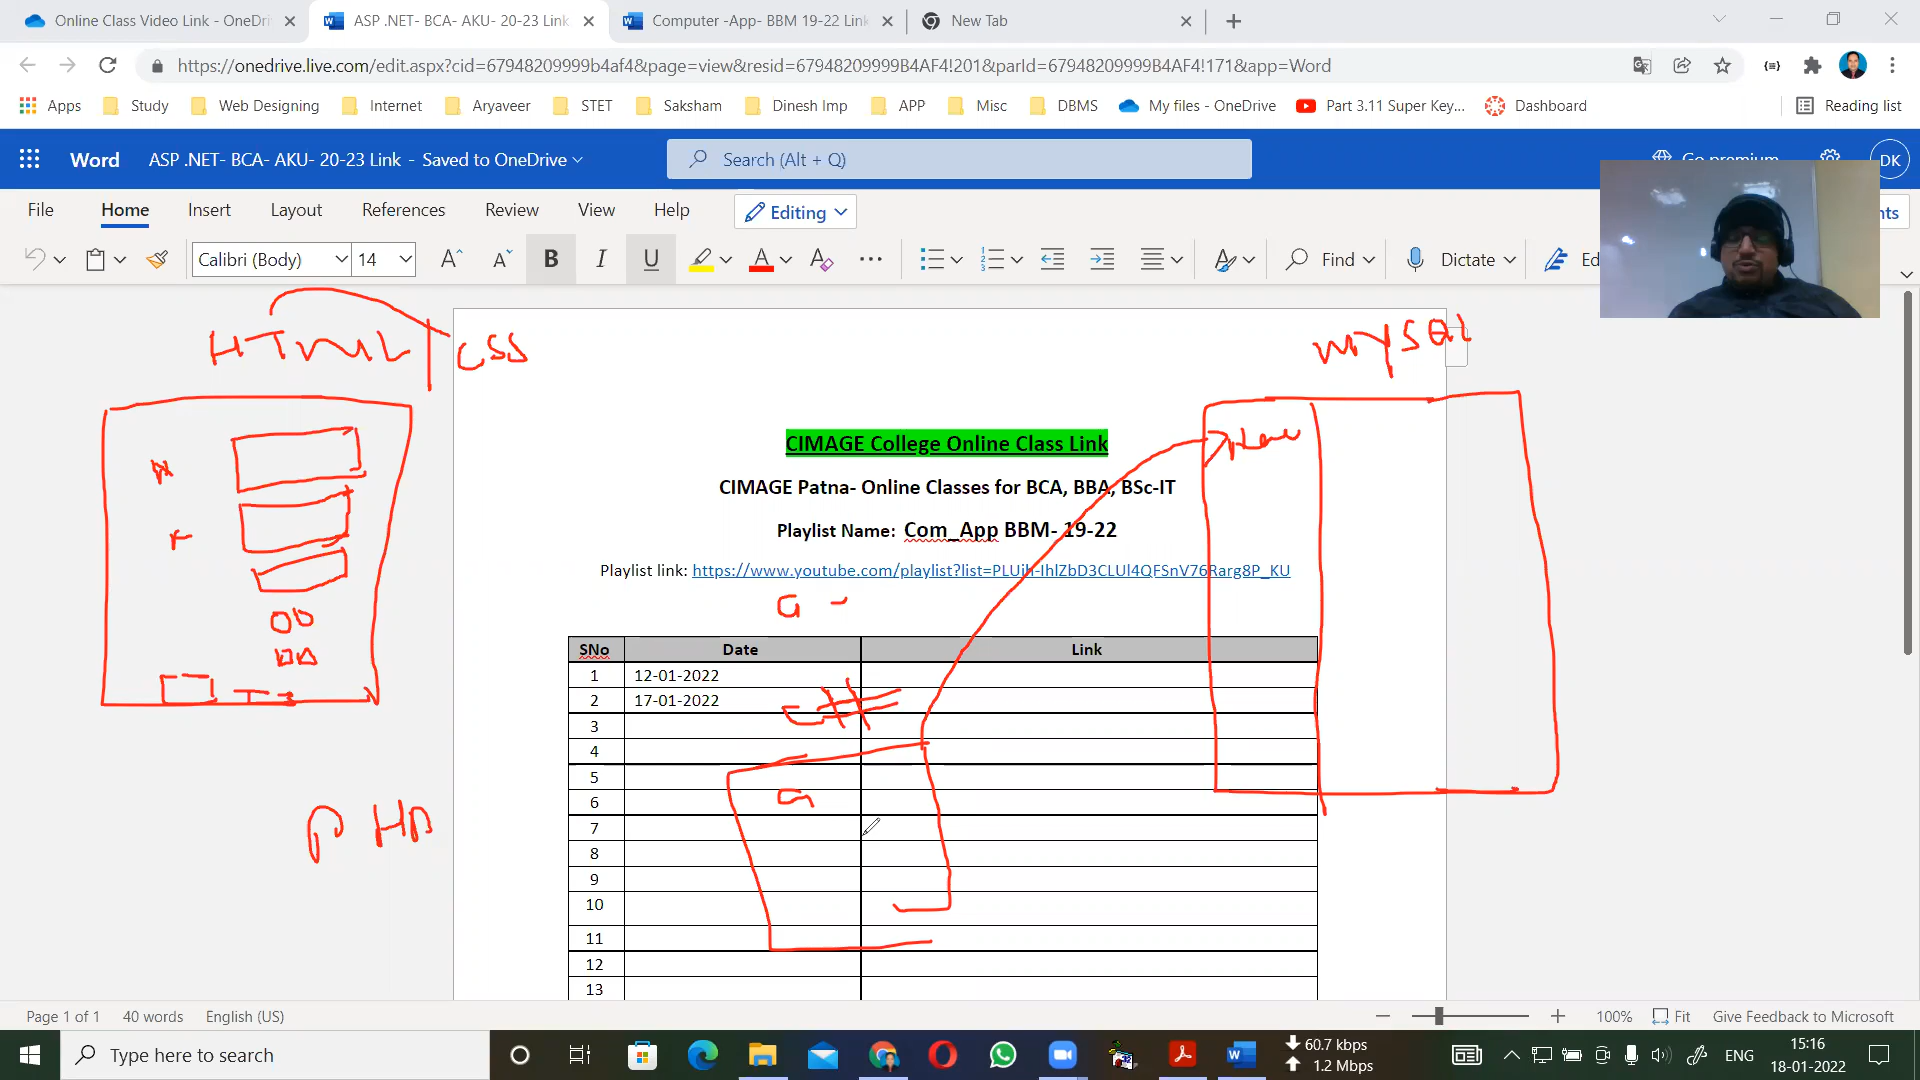 Online Class Video Link - OneDri
ASP .NET- BCA- AKU- 20-23 Link
Computer -App- BBM 19-22 Link
New Tab
https://onedrive.live.com/edit.aspx?cid=67948209999b4af4&page=view&resid=67948209999B4AF4!201&parId=67948209999B4AF4!171&app=Word
Apps Study Web Designing Internet Aryaveer STET Saksham Dinesh Imp APP Misc DBMS My files - OneDrive Part 3.11 Super Key... Dashboard Reading list
Word ASP .NET- BCA- AKU- 20-23 Link - Saved to OneDrive Search (Alt + Q) Go premium DK
File Home Insert Layout References Review View Help Editing nts
Calibri (Body) 14 A A B I U A A Find Dictate Ed
HTML CSS
MYSQL
CIMAGE College Online Class Link
CIMAGE Patna- Online Classes for BCA, BBA, BSc-IT
Playlist Name: Com_App BBM- 19-22
Playlist link: https://www.youtube.com/playlist?list=PLUjh-IhlZbD3CLUl4QFSnV76Rarg8P_KU
SNo Date Link
1 12-01-2022
2 17-01-2022
3
4
5
6
7
8
9
10
11
12
13
C#
PHP
Page 1 of 1 40 words English (US) 100% Fit Give Feedback to Microsoft
Type here to search
60.7 kbps
1.2 Mbps
ENG
15:16
18-01-2022